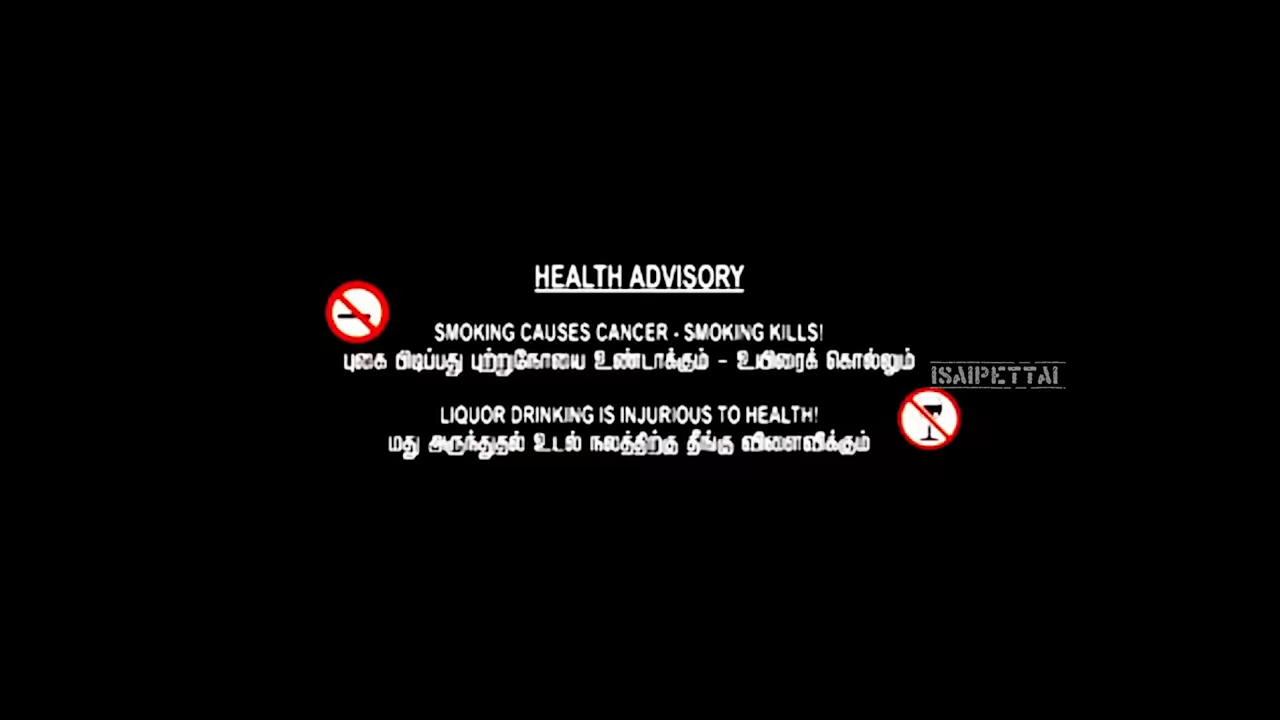 HEALTH ADVISORY
SMOKING CAUSES CANCER - SMOKING KILLS!
புகை பிடிப்பது புற்றுநோயை உண்டாக்கும் - உயிரைக் கொல்லும்
ISAIPETTAI
LIQUOR DRINKING IS INJURIOUS TO HEALTH!
மது அருந்துதல் உடல் நலத்திற்கு தீங்கு விளைவிக்கும்